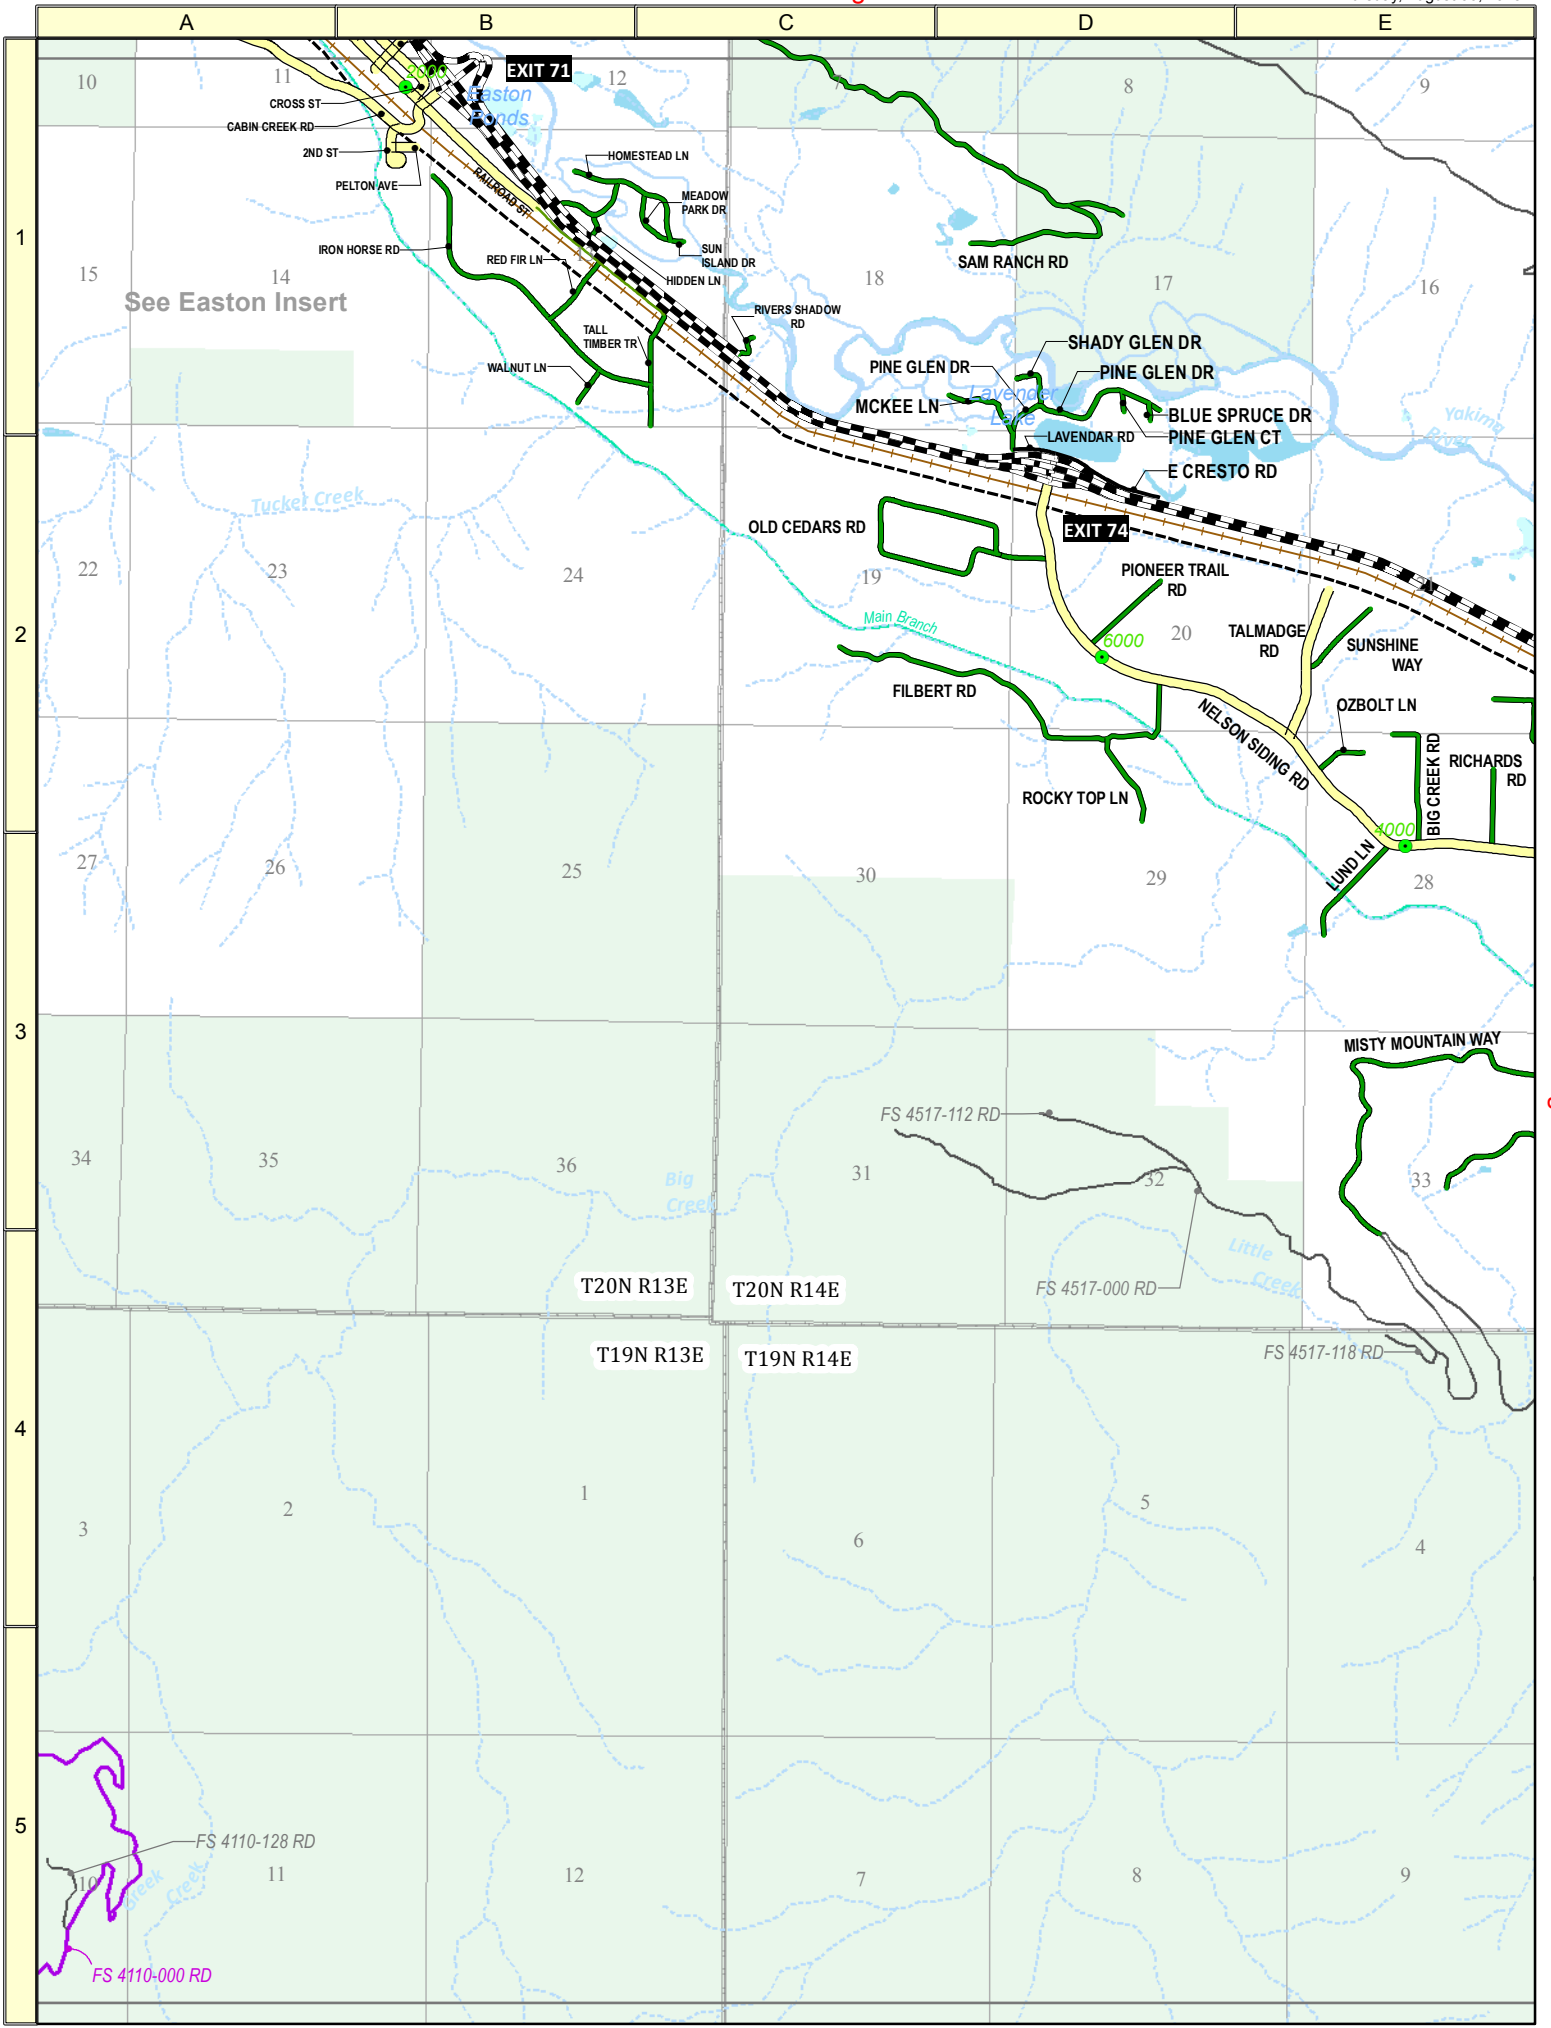 A
B
C
D
E
1
2
3
4
5
10
11
12
8
9
EXIT 71
2000
Easton
Ponds
CROSS ST
CABIN CREEK RD
2ND ST
PELTON AVE
RAILROAD ST
HOMESTEAD LN
MEADOW
PARK DR
SUN
ISLAND DR
HIDDEN LN
IRON HORSE RD
RED FIR LN
TALL
TIMBER TR
WALNUT LN
RIVERS SHADOW
RD
SAM RANCH RD
15
14
18
17
16
See Easton Insert
SHADY GLEN DR
PINE GLEN DR
PINE GLEN DR
MCKEE LN
Lavender
Lake
BLUE SPRUCE DR
PINE GLEN CT
LAVENDAR RD
E CRESTO RD
Yakima
River
Tucker Creek
OLD CEDARS RD
EXIT 74
22
23
24
19
20
PIONEER TRAIL
RD
Main Branch
6000
TALMADGE
RD
SUNSHINE
WAY
FILBERT RD
NELSON SIDING RD
OZBOLT LN
BIG CREEK RD
RICHARDS
RD
ROCKY TOP LN
4000
LUND LN
27
26
25
30
29
28
MISTY MOUNTAIN WAY
FS 4517-112 RD
34
35
36
31
32
33
Big
Creek
Little
Creek
FS 4517-000 RD
T20N R13E
T20N R14E
T19N R13E
T19N R14E
FS 4517-118 RD
3
2
1
6
5
4
FS 4110-128 RD
10
11
12
7
8
9
Creek
FS 4110-000 RD